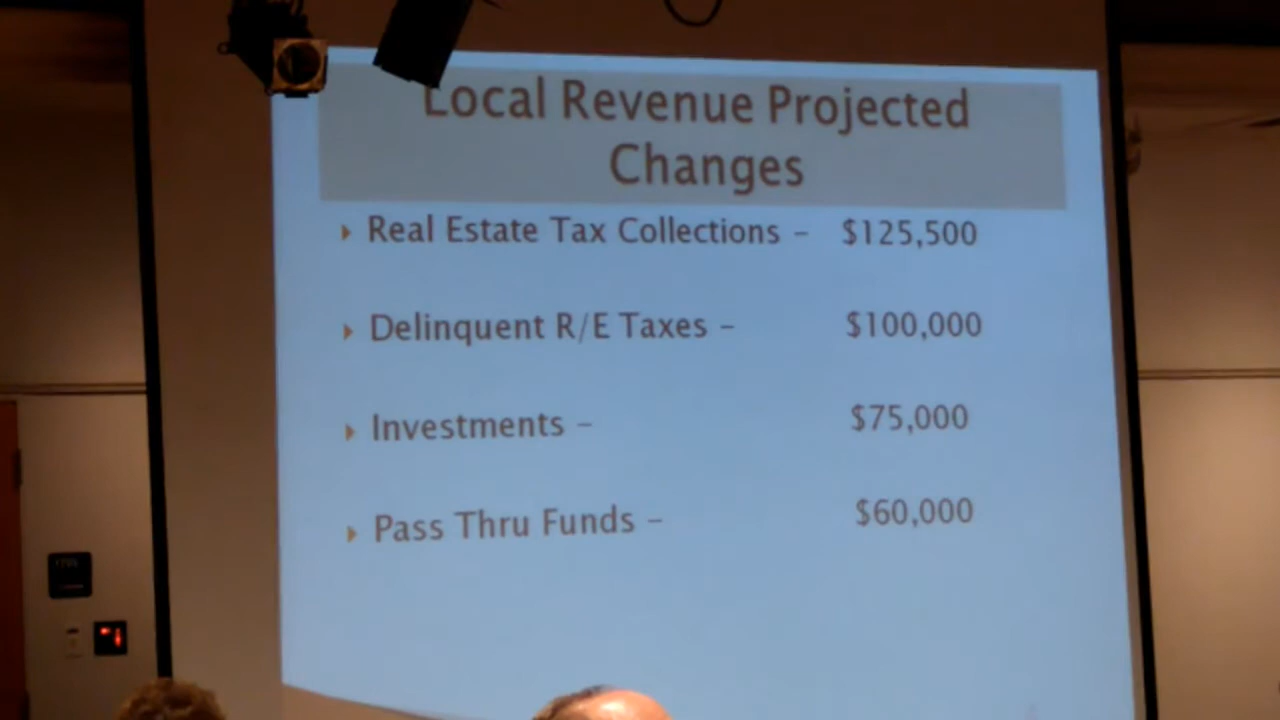 Local Revenue Projected
Changes
Real Estate Tax Collections – $125,500
Delinquent R/E Taxes – $100,000
Investments – $75,000
Pass Thru Funds – $60,000